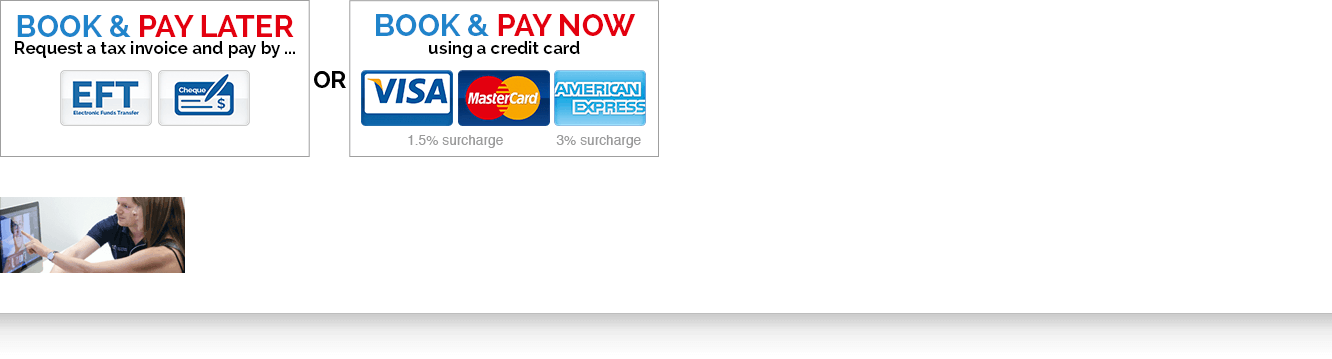 BOOK & PAY LATER
Request a tax invoice and pay by ...
EFT
Electronic Funds Transfer
Cheque
$
OR
BOOK & PAY NOW
using a credit card
VISA
MasterCard
AMERICAN
EXPRESS
1.5% surcharge
3% surcharge